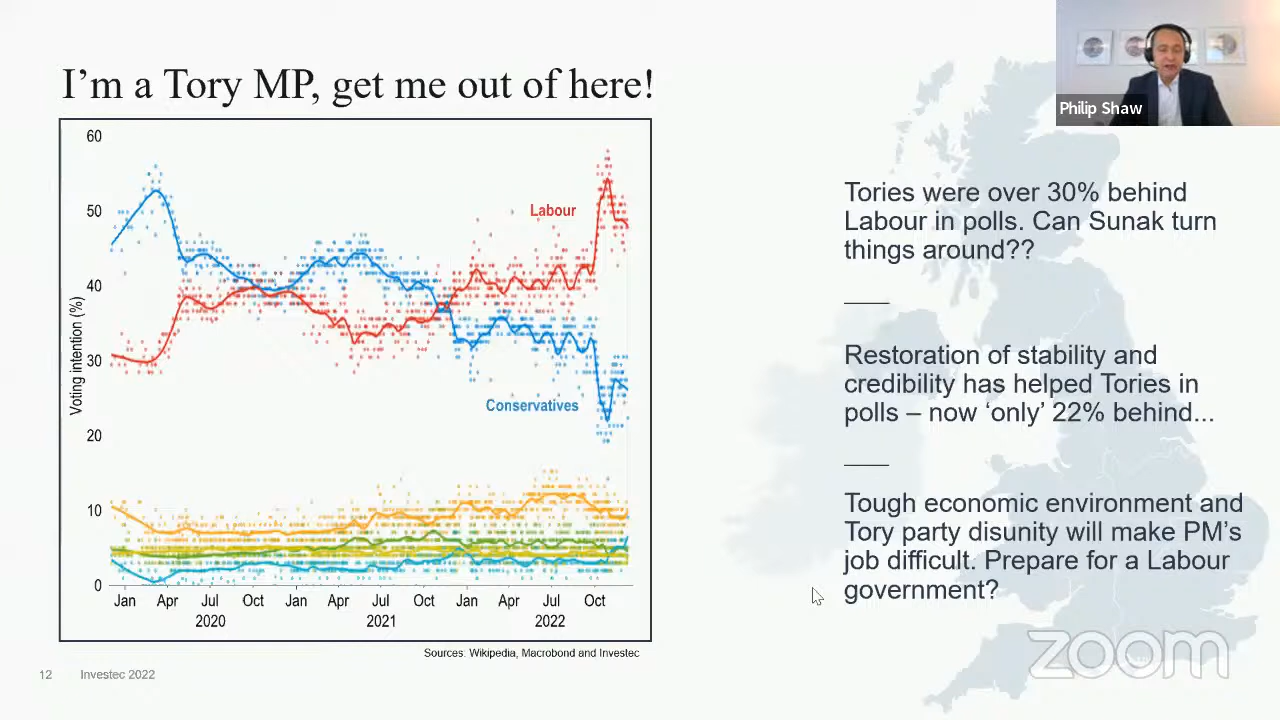 I'm a Tory MP, get me out of here!
Philip Shaw
60
50
40
30
20
10
0
Voting intention (%)
Labour
Conservatives
Jan Apr Jul Oct Jan Apr Jul Oct Jan Apr Jul Oct
2020 2021 2022
Sources: Wikipedia, Macrobond and Investec
Tories were over 30% behind
Labour in polls. Can Sunak turn
things around??
Restoration of stability and
credibility has helped Tories in
polls – now ‘only’ 22% behind...
Tough economic environment and
Tory party disunity will make PM’s
job difficult. Prepare for a Labour
government?
zoom
12 Investec 2022